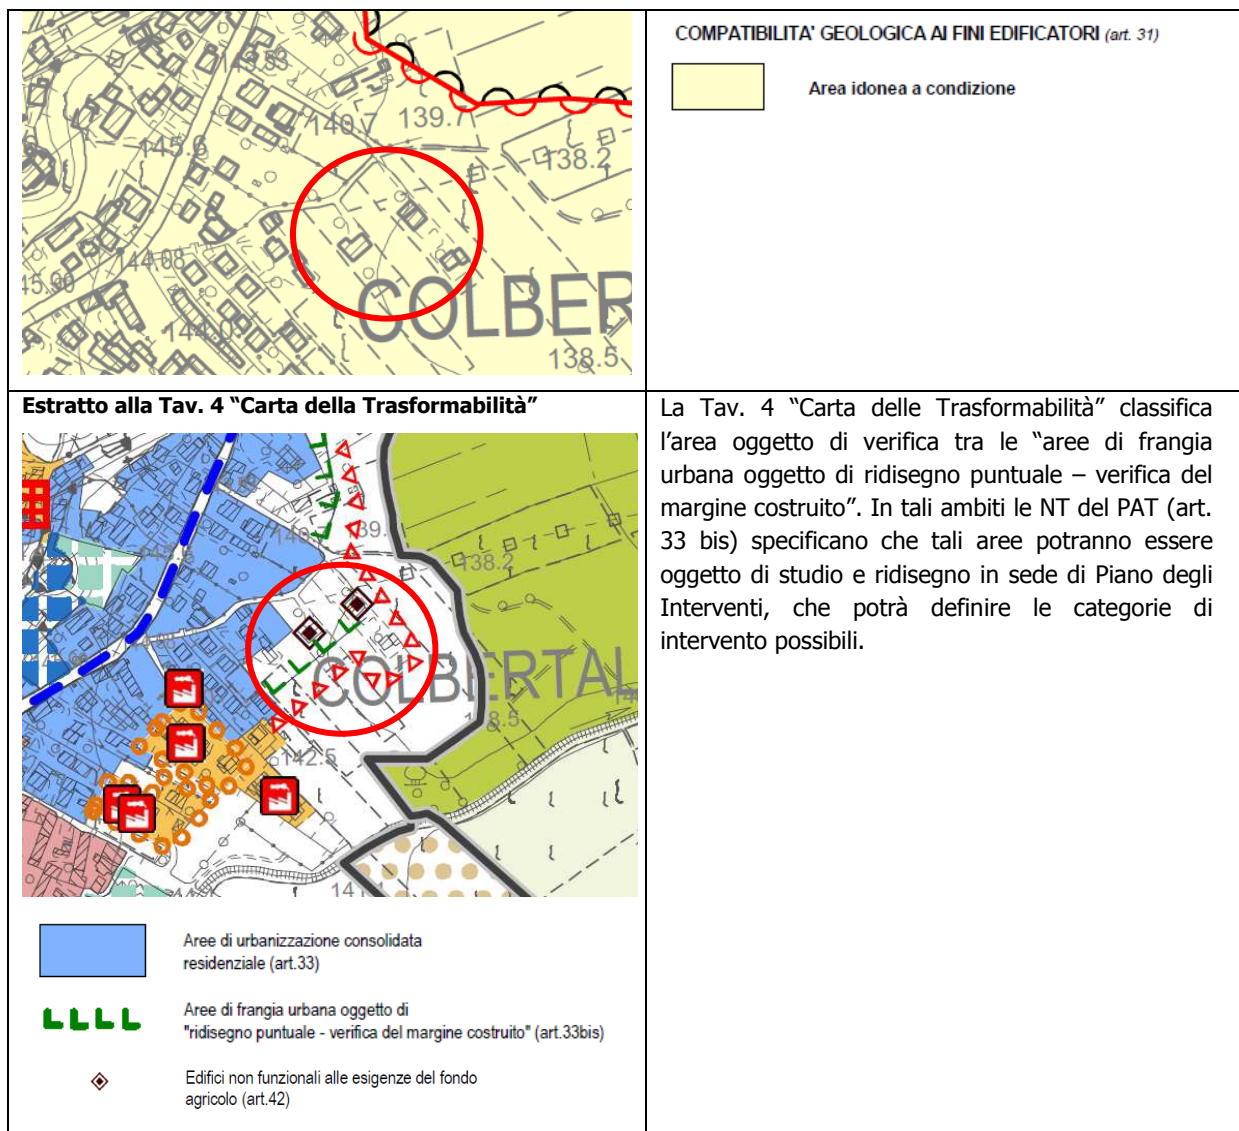 140.7
139.7
138.2
145.6
144.08
COLBER
138.5
COMPATIBILITA' GEOLOGICA AI FINI EDIFICATORI (art. 31)
Area idonea a condizione
Estratto alla Tav. 4 “Carta della Trasformabilità”
138.2
COLBERTAL
142.5
La Tav. 4 “Carta delle Trasformabilità” classifica
l’area oggetto di verifica tra le “aree di frangia
urbana oggetto di ridisegno puntuale – verifica del
margine costruito”. In tali ambiti le NT del PAT (art.
33 bis) specificano che tali aree potranno essere
oggetto di studio e ridisegno in sede di Piano degli
Interventi, che potrà definire le categorie di
intervento possibili.
Aree di urbanizzazione consolidata
residenziale (art.33)
Aree di frangia urbana oggetto di
"ridisegno puntuale - verifica del margine costruito" (art.33bis)
Edifici non funzionali alle esigenze del fondo
agricolo (art.42)